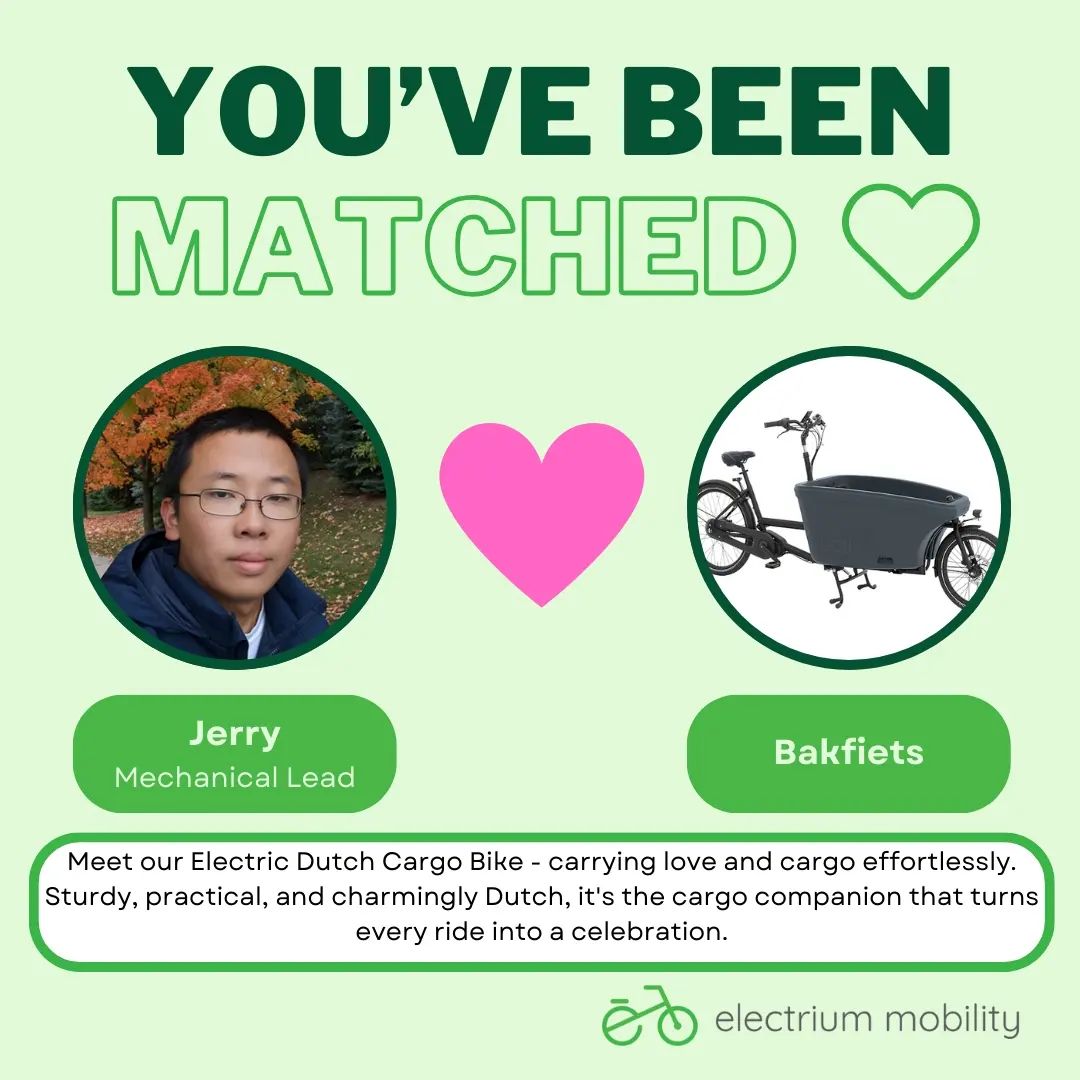 YOU’VE BEEN
MATCHED
Jerry
Mechanical Lead
Bakfiets
Meet our Electric Dutch Cargo Bike - carrying love and cargo effortlessly.
Sturdy, practical, and charmingly Dutch, it's the cargo companion that turns
every ride into a celebration.
electrium mobility